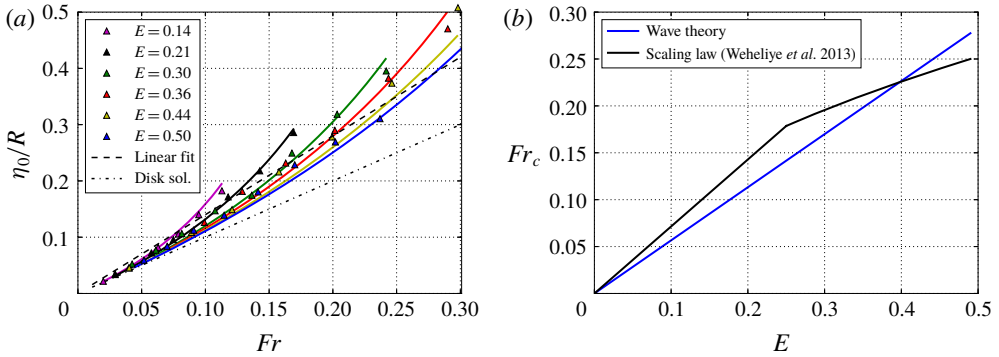 (a)
0.5
0.4
0.3
0.2
0.1
0
η0/R
E = 0.14
E = 0.21
E = 0.30
E = 0.36
E = 0.44
E = 0.50
Linear fit
Disk sol.
0.05 0.10 0.15 0.20 0.25 0.30
Fr
(b)
0.30
0.25
0.20
0.15
0.10
0.05
Frc
Wave theory
Scaling law (Weheliye et al. 2013)
0 0.1 0.2 0.3 0.4 0.5
E